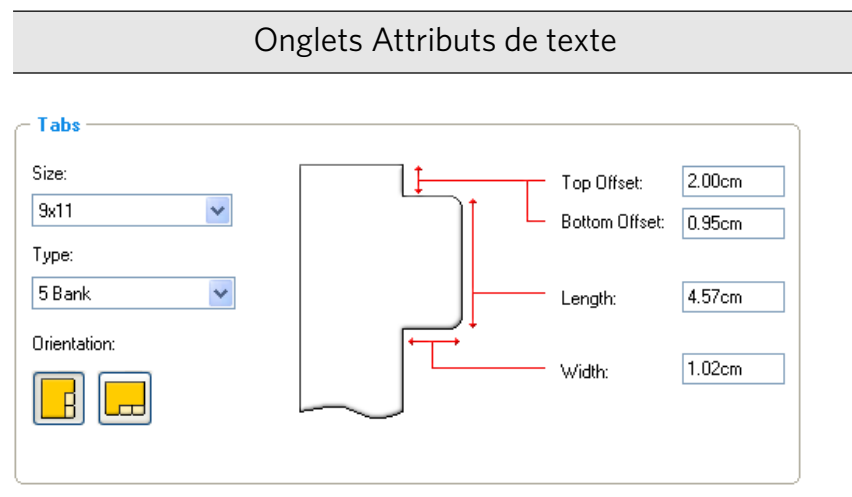 Onglets Attributs de texte
Tabs
Size:
9x11
Type:
5 Bank
Orientation:
Top Offset: 2.00cm
Bottom Offset: 0.95cm
Length: 4.57cm
Width: 1.02cm